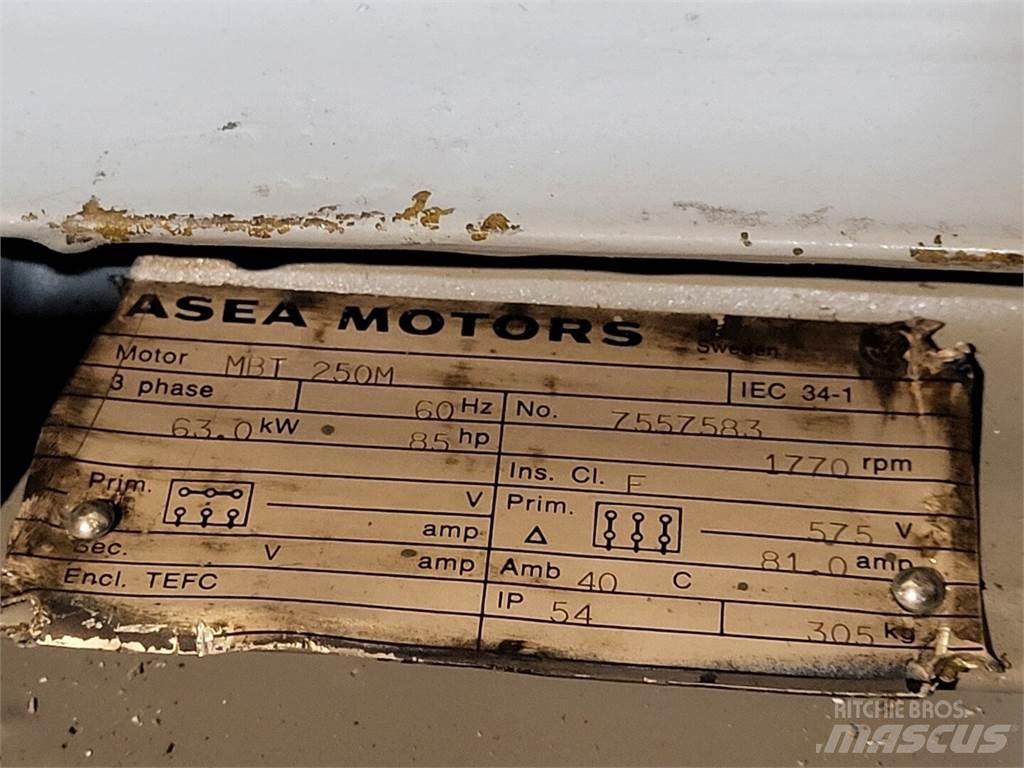 ASEA MOTORS
Sweden
Motor MBT 250M IEC 34-1
3 phase 60 Hz No. 7557583
63.0 kW 85 hp 1770 rpm
Ins. Cl. F
Prim. V Prim. 575 V
amp Δ 81.0 amp
Sec. V amp Amb 40 C
Encl. TEFC IP 54 305 kg
RITCHIE BROS.
MASCUS